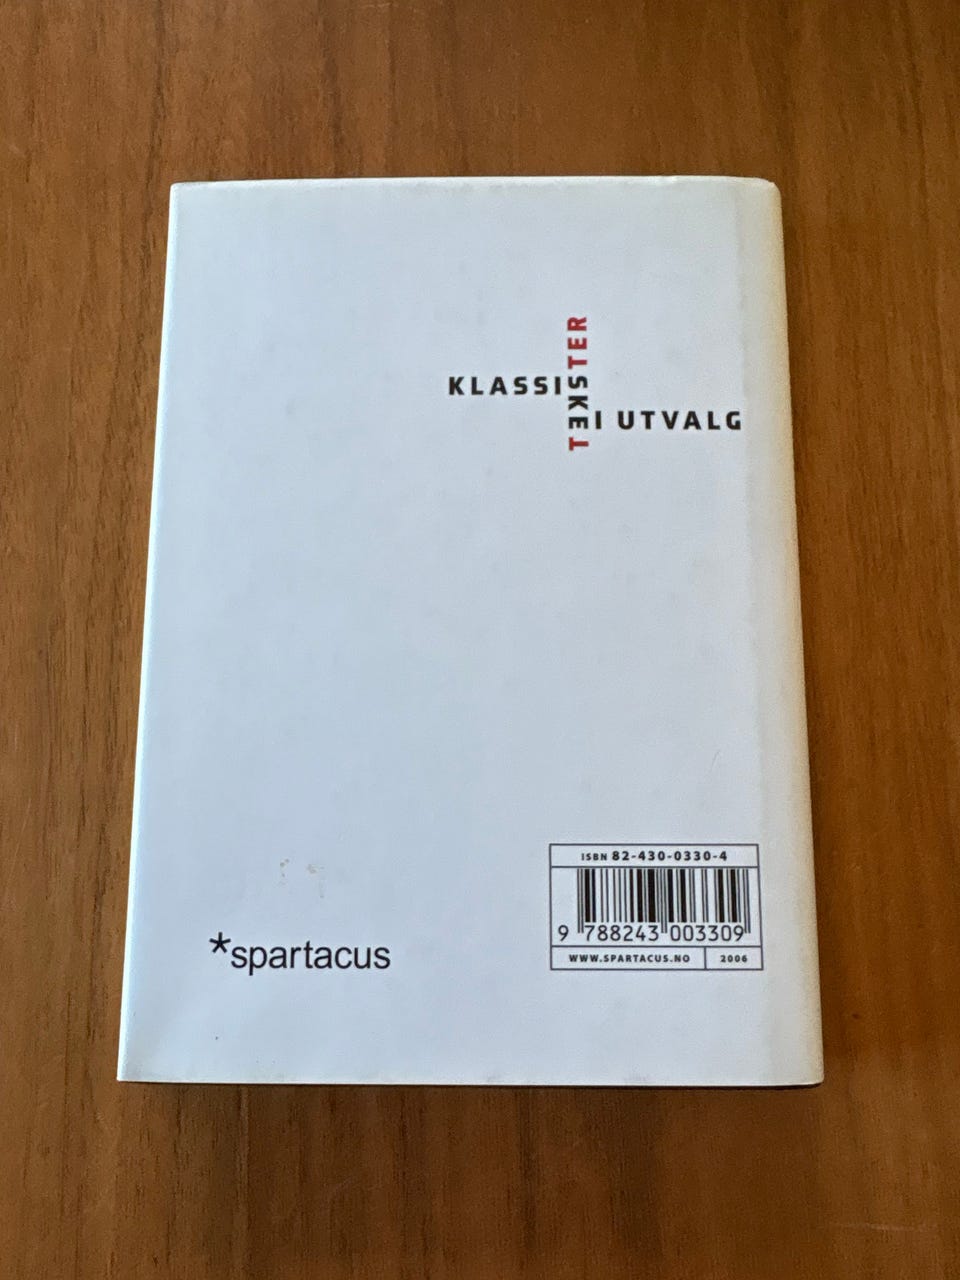 KLASSISKE
TEKSTER
I UTVALG
ISBN 82-430-0330-4
9 788243 003309
WWW.SPARTACUS.NO 2006
*spartacus